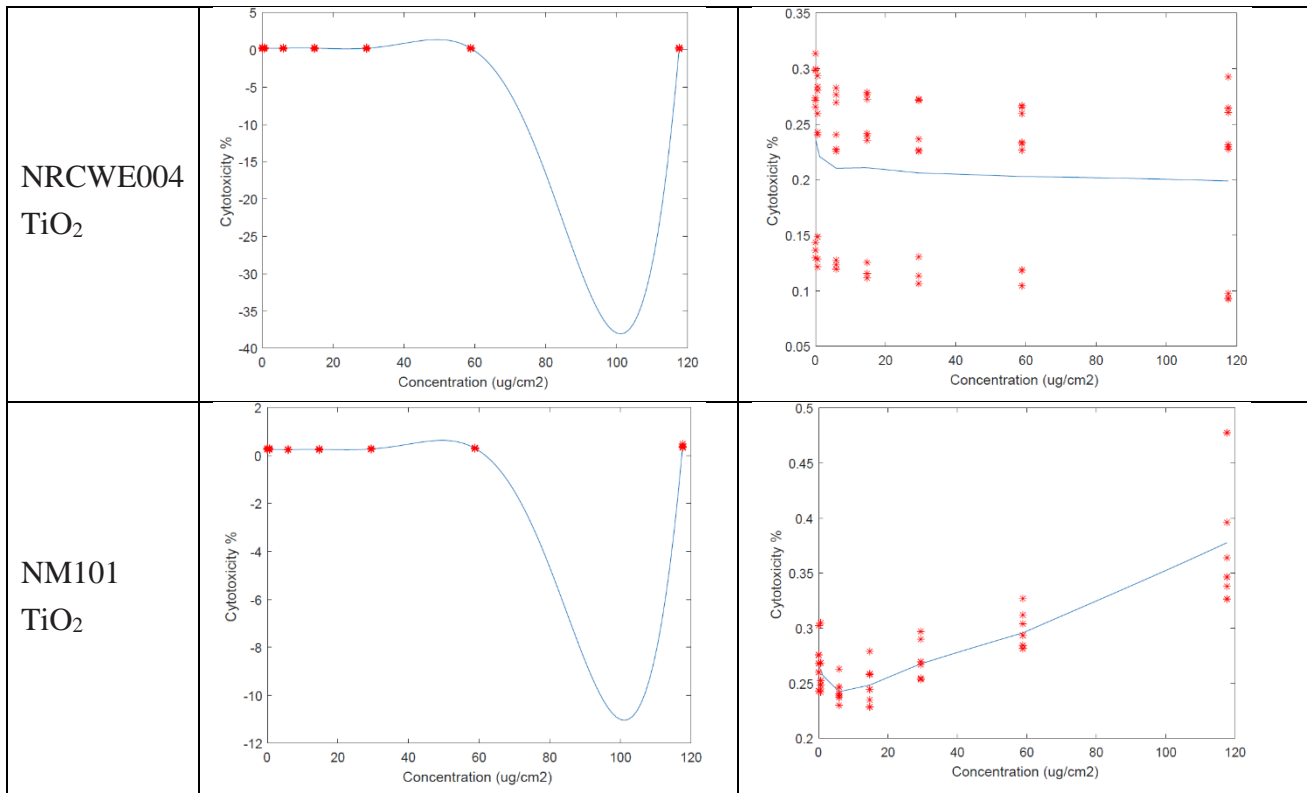 NRCWE004
TiO₂
5
0
-5
-10
-15
-20
-25
-30
-35
-40
Cytotoxicity %
0 20 40 60 80 100 120
Concentration (ug/cm2)
0.35
0.3
0.25
0.2
0.15
0.1
0.05
Cytotoxicity %
0 20 40 60 80 100 120
Concentration (ug/cm2)
NM101
TiO₂
2
0
-2
-4
-6
-8
-10
-12
Cytotoxicity %
0 20 40 60 80 100 120
Concentration (ug/cm2)
0.5
0.45
0.4
0.35
0.3
0.25
0.2
Cytotoxicity %
0 20 40 60 80 100 120
Concentration (ug/cm2)